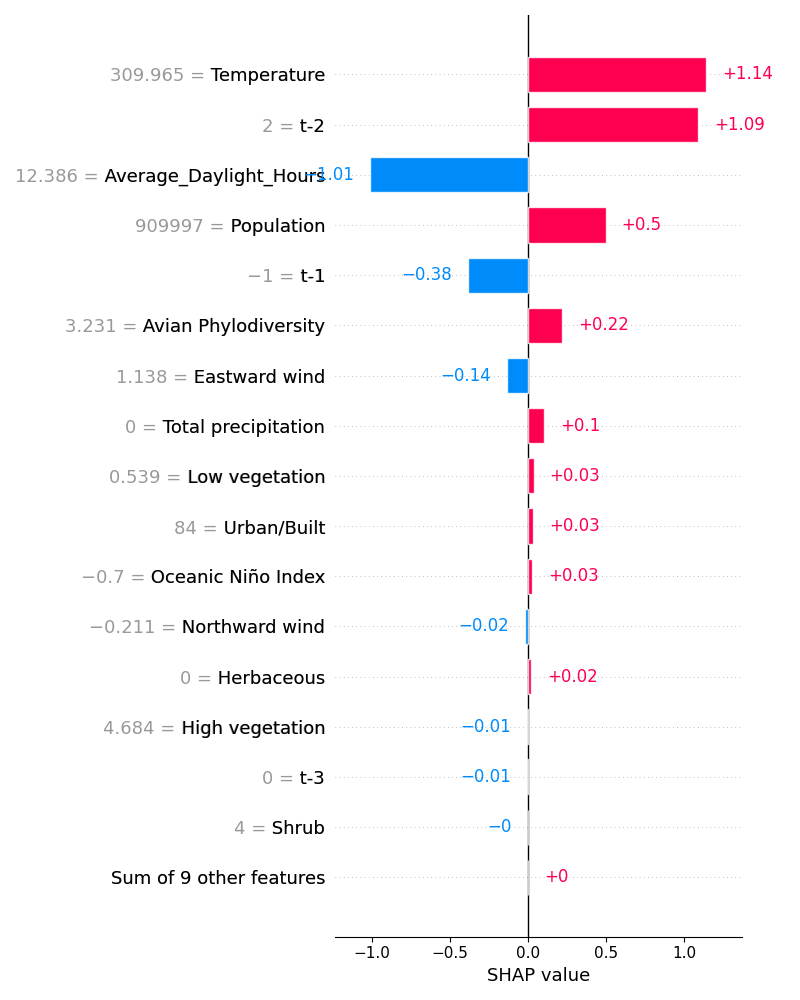 309.965 = Temperature +1.14
2 = t-2 +1.09
12.386 = Average_Daylight_Hours −1.01
909997 = Population +0.5
−1 = t-1 −0.38
3.231 = Avian Phylodiversity +0.22
1.138 = Eastward wind −0.14
0 = Total precipitation +0.1
0.539 = Low vegetation +0.03
84 = Urban/Built +0.03
−0.7 = Oceanic Niño Index +0.03
−0.211 = Northward wind −0.02
0 = Herbaceous +0.02
4.684 = High vegetation −0.01
0 = t-3 −0.01
4 = Shrub −0
Sum of 9 other features +0
−1.0 −0.5 0.0 0.5 1.0
SHAP value